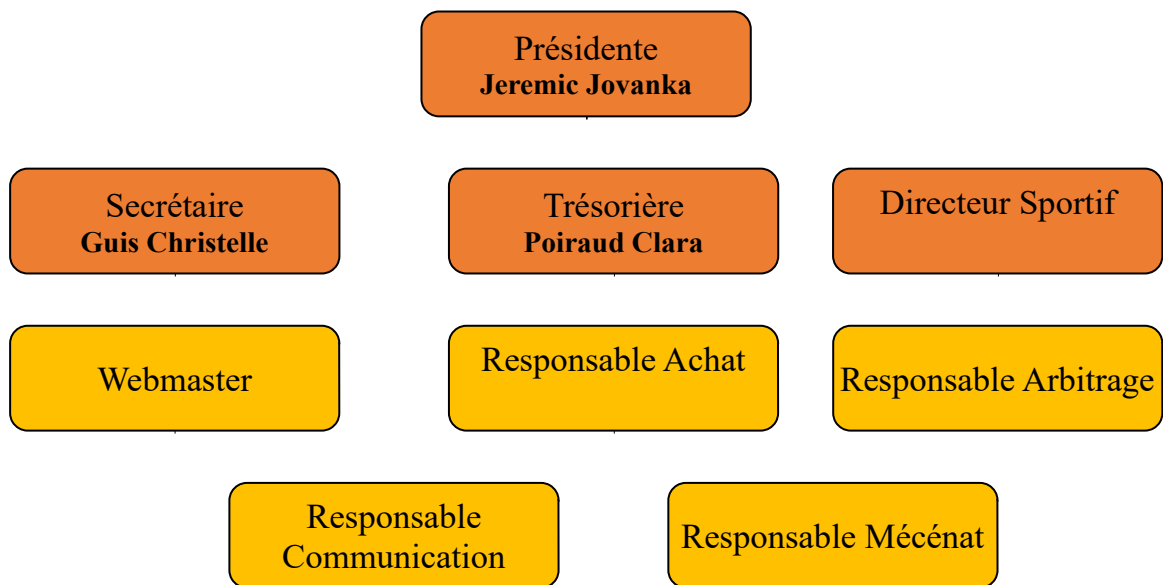 Présidente
Jeremic Jovanka
Secrétaire
Guis Christelle
Trésorière
Poiraud Clara
Directeur Sportif
Webmaster
Responsable Achat
Responsable Arbitrage
Responsable
Communication
Responsable Mécénat